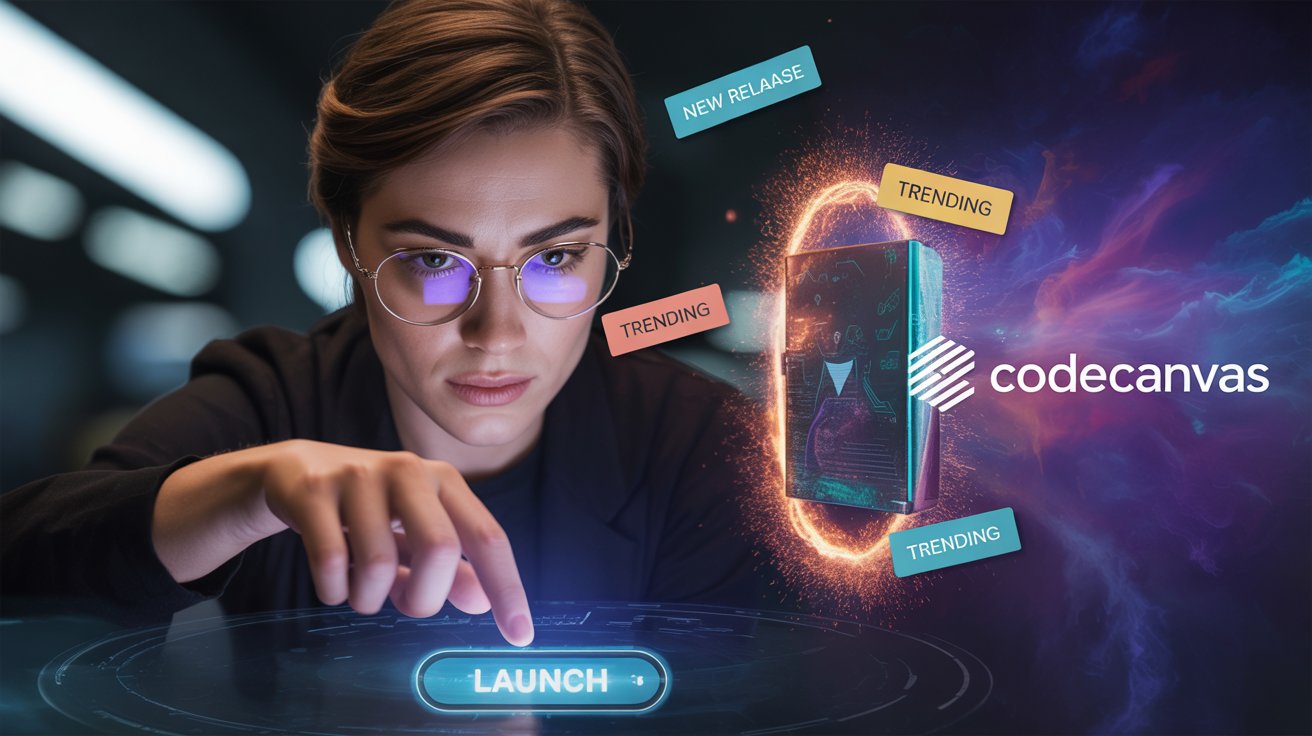 NEW RELAASE
TRENDING
TRENDING
codecanvas
TRENDING
LAUNCH